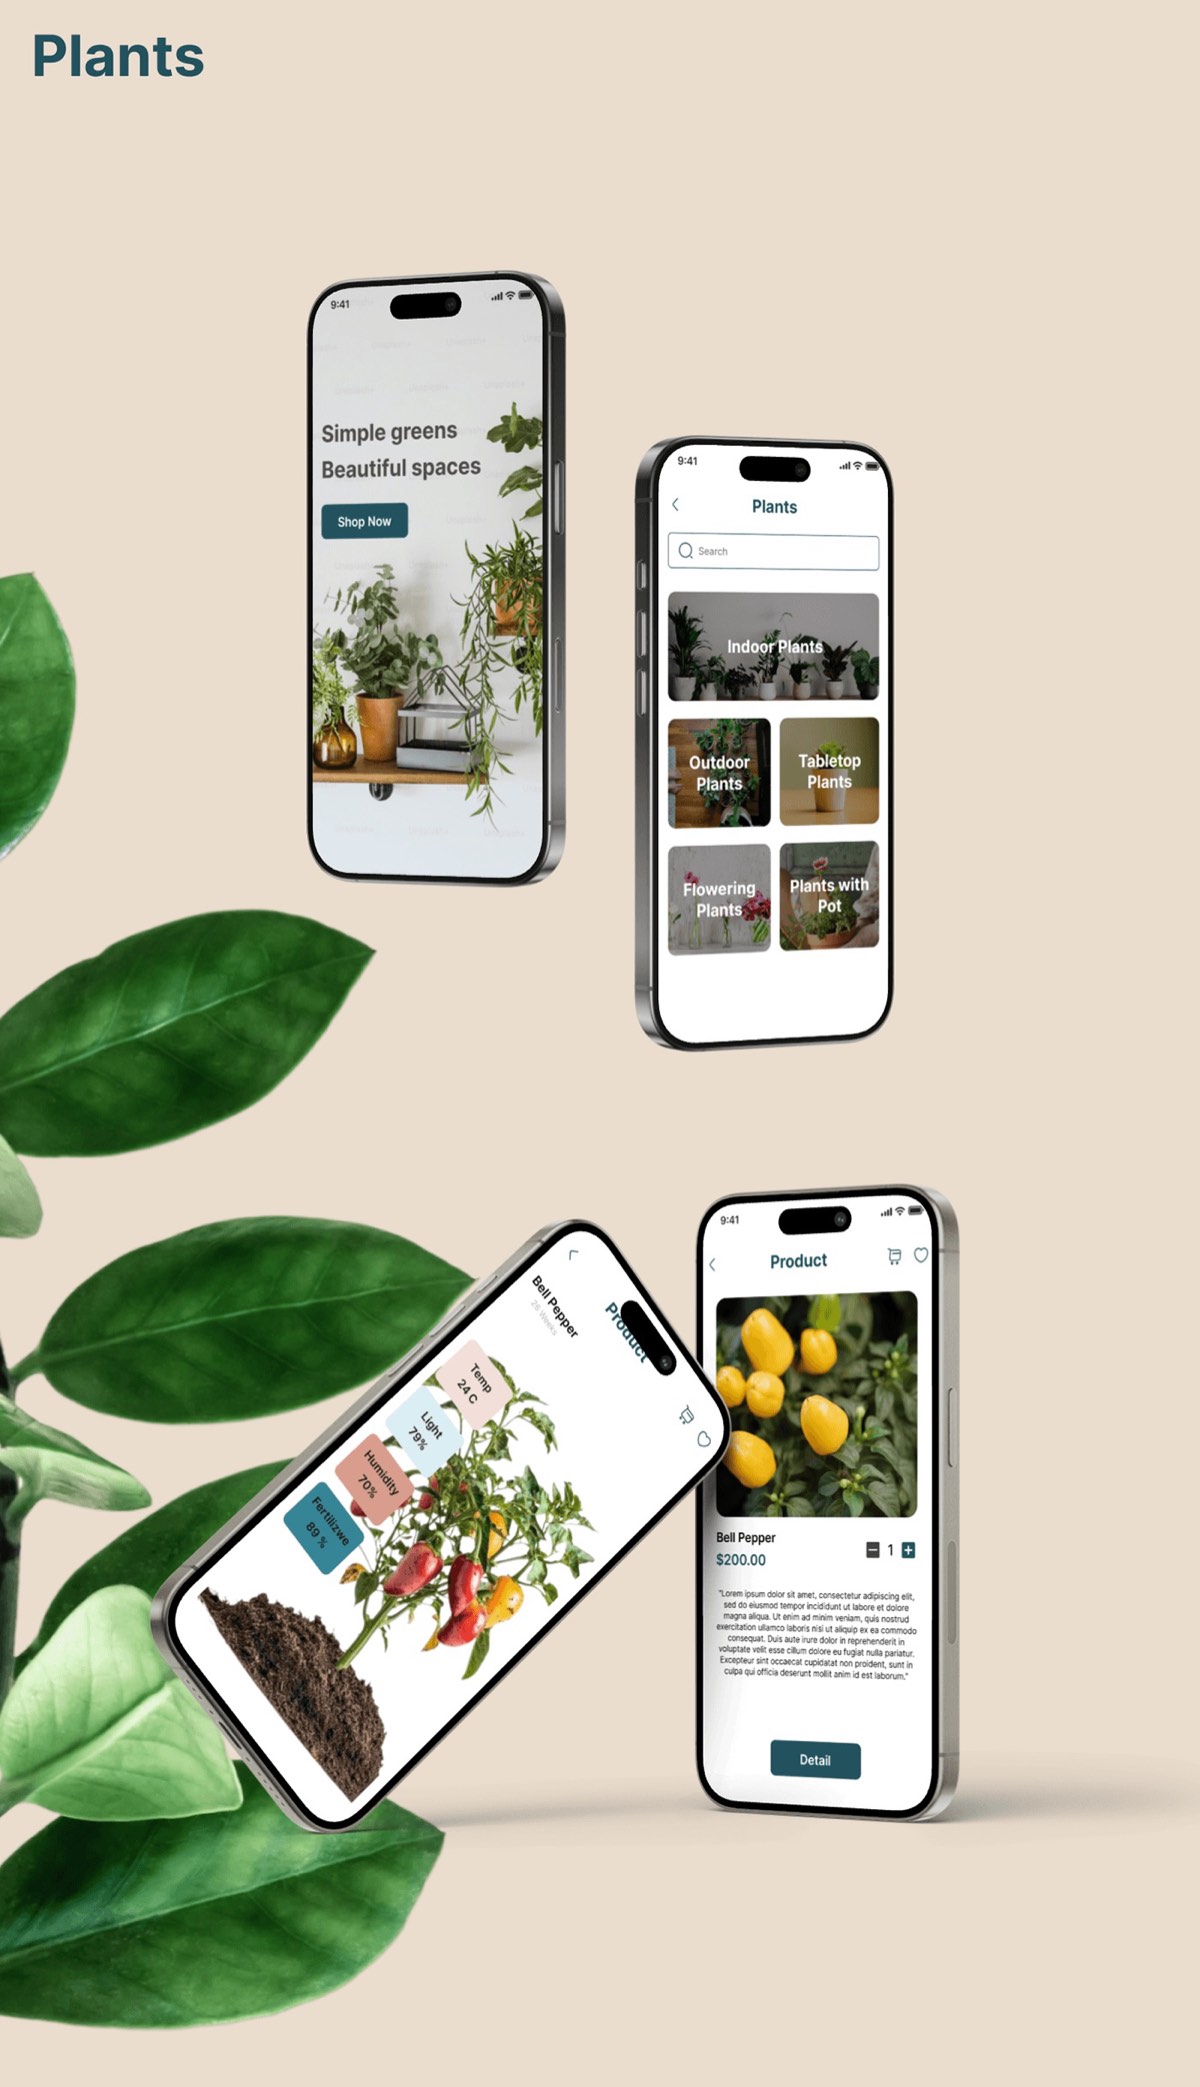 Plants
9:41
Simple greens
Beautiful spaces
Shop Now
Unsplash+
9:41
Plants
Search
Indoor Plants
Outdoor
Plants
Tabletop
Plants
Flowering
Plants
Plants with
Pot
Product
Bell Pepper
26 Weeks
Temp
24 C
Light
79%
Humidity
70%
Fertilizwe
89 %
9:41
Product
Bell Pepper
$200.00
1
"Lorem ipsum dolor sit amet, consectetur adipiscing elit,
sed do eiusmod tempor incididunt ut labore et dolore
magna aliqua. Ut enim ad minim veniam, quis nostrud
exercitation ullamco laboris nisi ut aliquip ex ea commodo
consequat. Duis aute irure dolor in reprehenderit in
voluptate velit esse cillum dolore eu fugiat nulla pariatur.
Excepteur sint occaecat cupidatat non proident, sunt in
culpa qui officia deserunt mollit anim id est laborum."
Detail